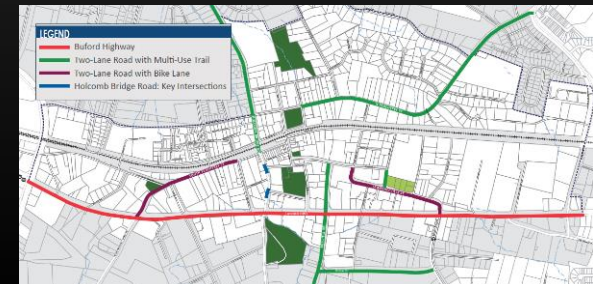 LEGEND
Buford Highway
Two-Lane Road with Multi-Use Trail
Two-Lane Road with Bike Lane
Holcomb Bridge Road: Key Intersections